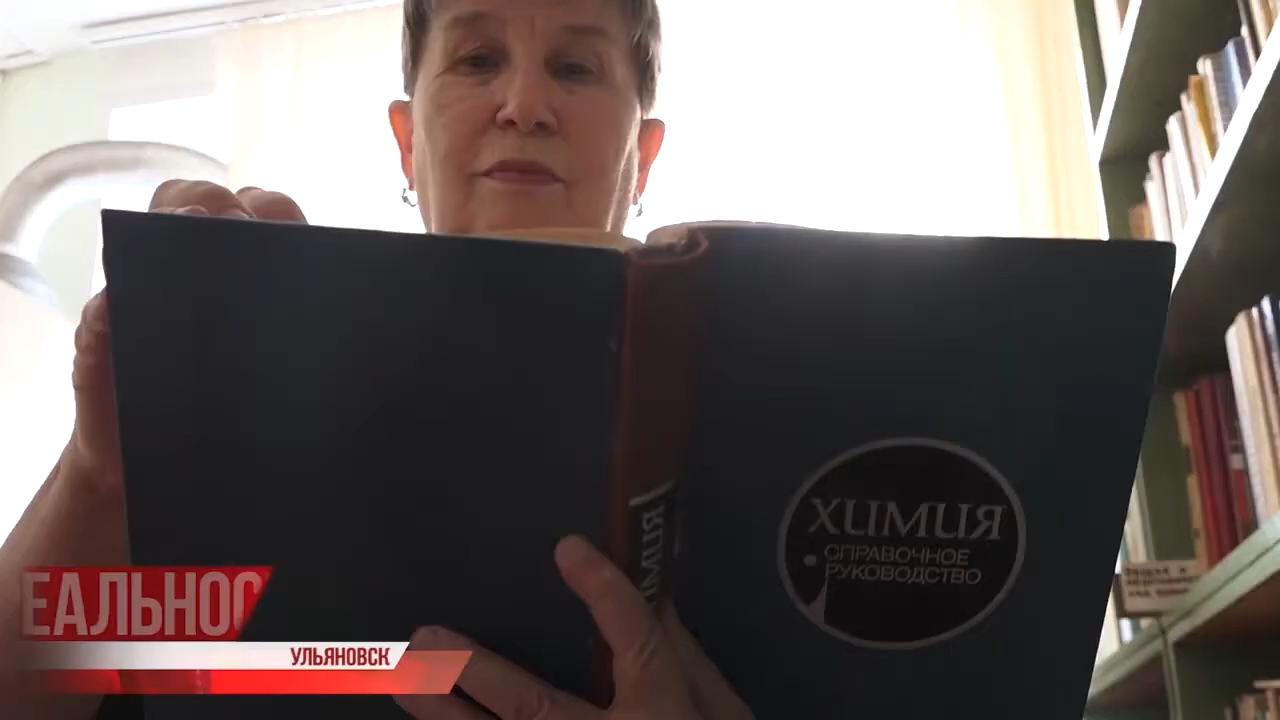 ХИМИЯ
СПРАВОЧНОЕ
РУКОВОДСТВО
ХИМИЯ
ЕАЛЬНОС
УЛЬЯНОВСК